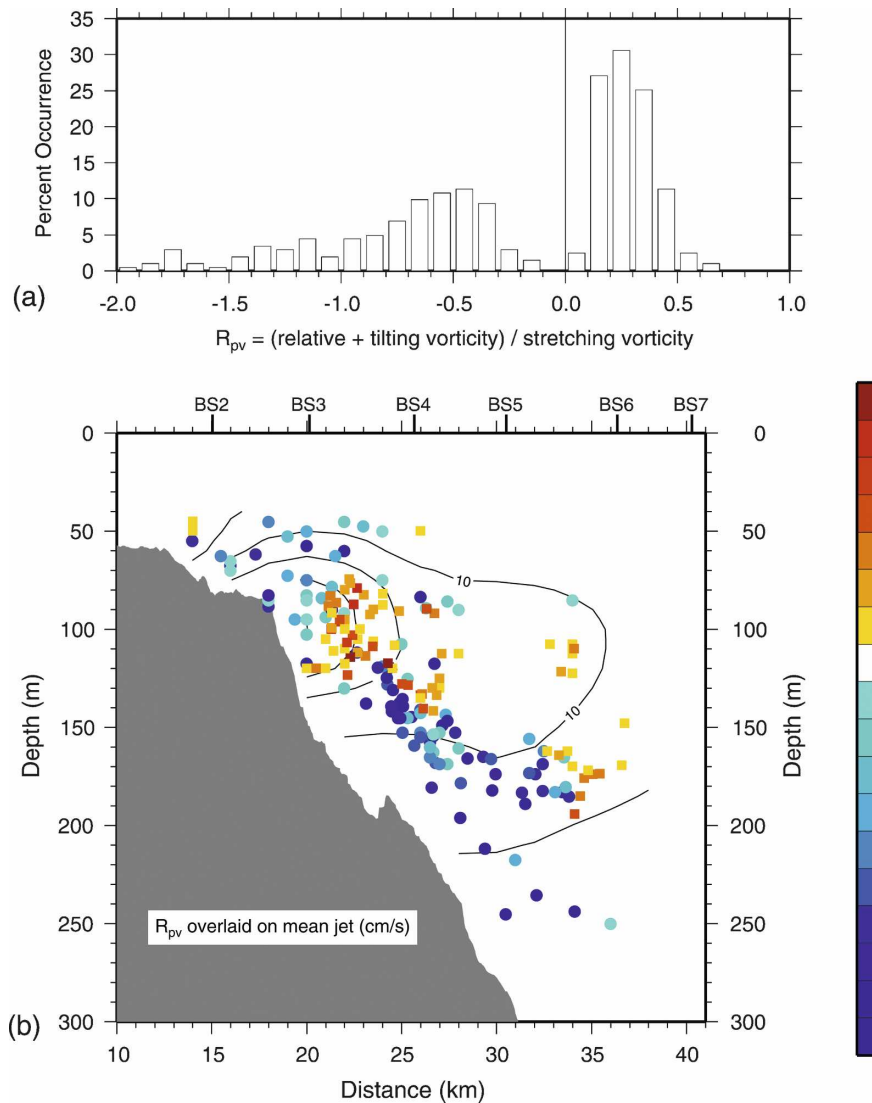 35
30
25
20
15
10
5
0
Percent Occurrence
-2.0 -1.5 -1.0 -0.5 0.0 0.5 1.0
(a)
Rpv = (relative + tilting vorticity) / stretching vorticity
BS2 BS3 BS4 BS5 BS6 BS7
0 0
50 50
10
100 100
Depth (m) Depth (m)
150 150
10
200 200
250 250
Rpv overlaid on mean jet (cm/s)
300 300
(b)
10 15 20 25 30 35 40
Distance (km)